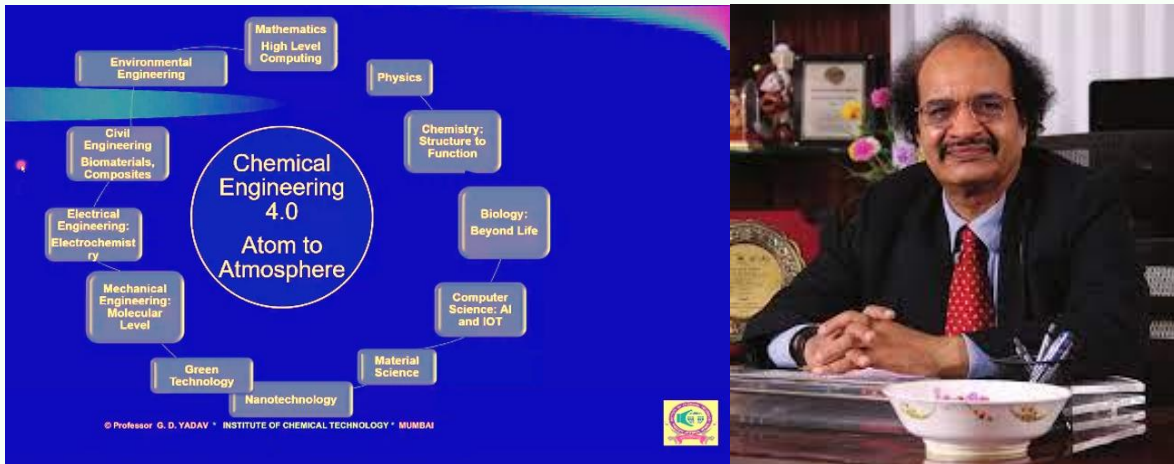 Mathematics
High Level
Computing
Physics
Chemistry:
Structure to
Function
Biology:
Beyond Life
Computer
Science: AI
and IOT
Material
Science
Nanotechnology
Green
Technology
Mechanical
Engineering:
Molecular
Level
Electrical
Engineering:
Electrochemist
ry
Civil
Engineering
Biomaterials,
Composites
Environmental
Engineering
Chemical
Engineering
4.0
Atom to
Atmosphere
© Professor G. D. YADAV * INSTITUTE OF CHEMICAL TECHNOLOGY * MUMBAI